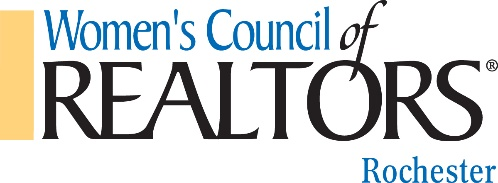 Women's Council of
REALTORS®
Rochester